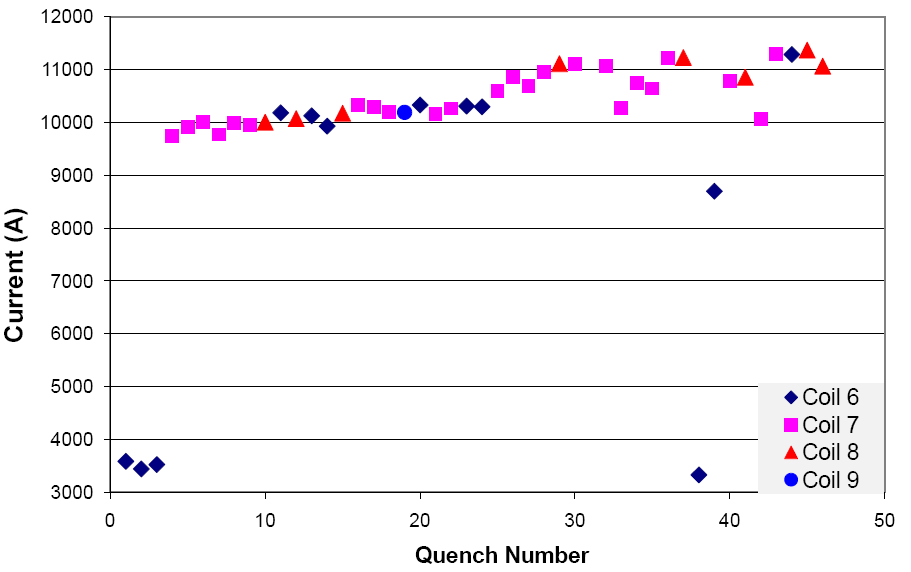 12000
11000
10000
9000
8000
7000
6000
5000
4000
3000
Current (A)
Coil 6
Coil 7
Coil 8
Coil 9
0 10 20 30 40 50
Quench Number